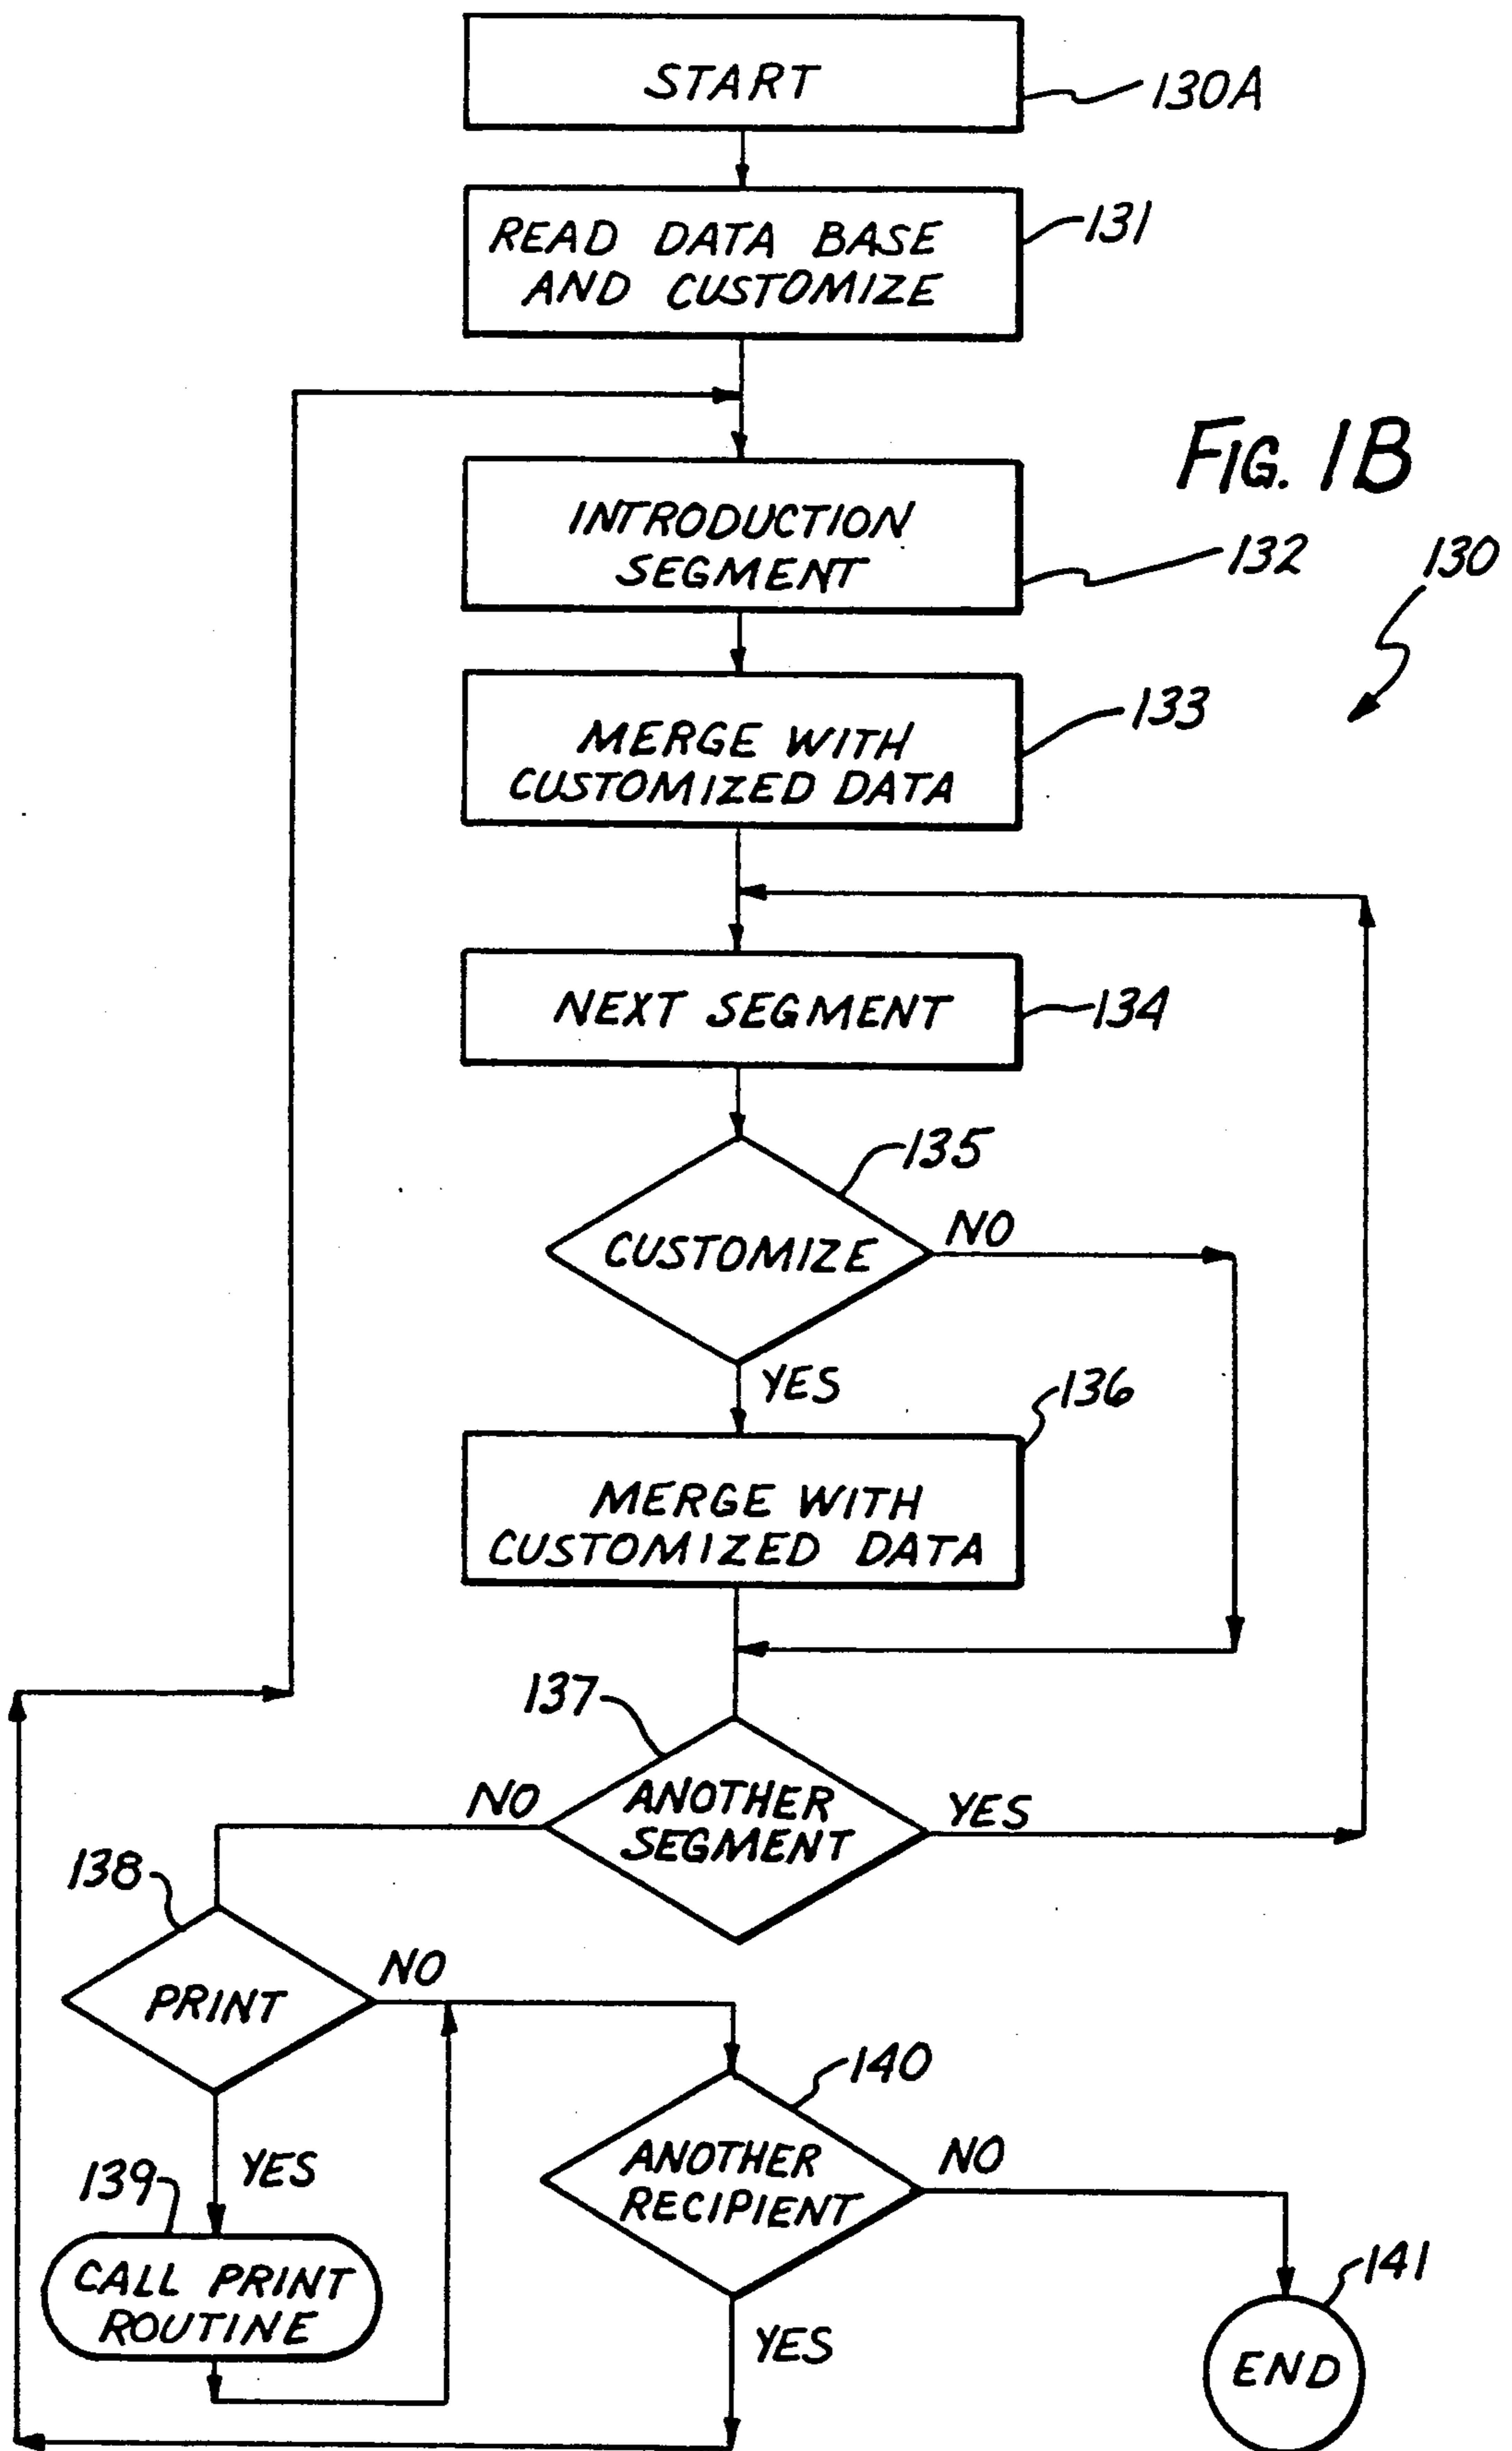 START
130A
READ DATA BASE
AND CUSTOMIZE
131
FIG. 1B
INTRODUCTION
SEGMENT
132
130
MERGE WITH
CUSTOMIZED DATA
133
NEXT SEGMENT
134
135
CUSTOMIZE
NO
YES
136
MERGE WITH
CUSTOMIZED DATA
137
NO
ANOTHER
SEGMENT
YES
138
PRINT
NO
140
139
YES
ANOTHER
RECIPIENT
NO
CALL PRINT
ROUTINE
YES
141
END